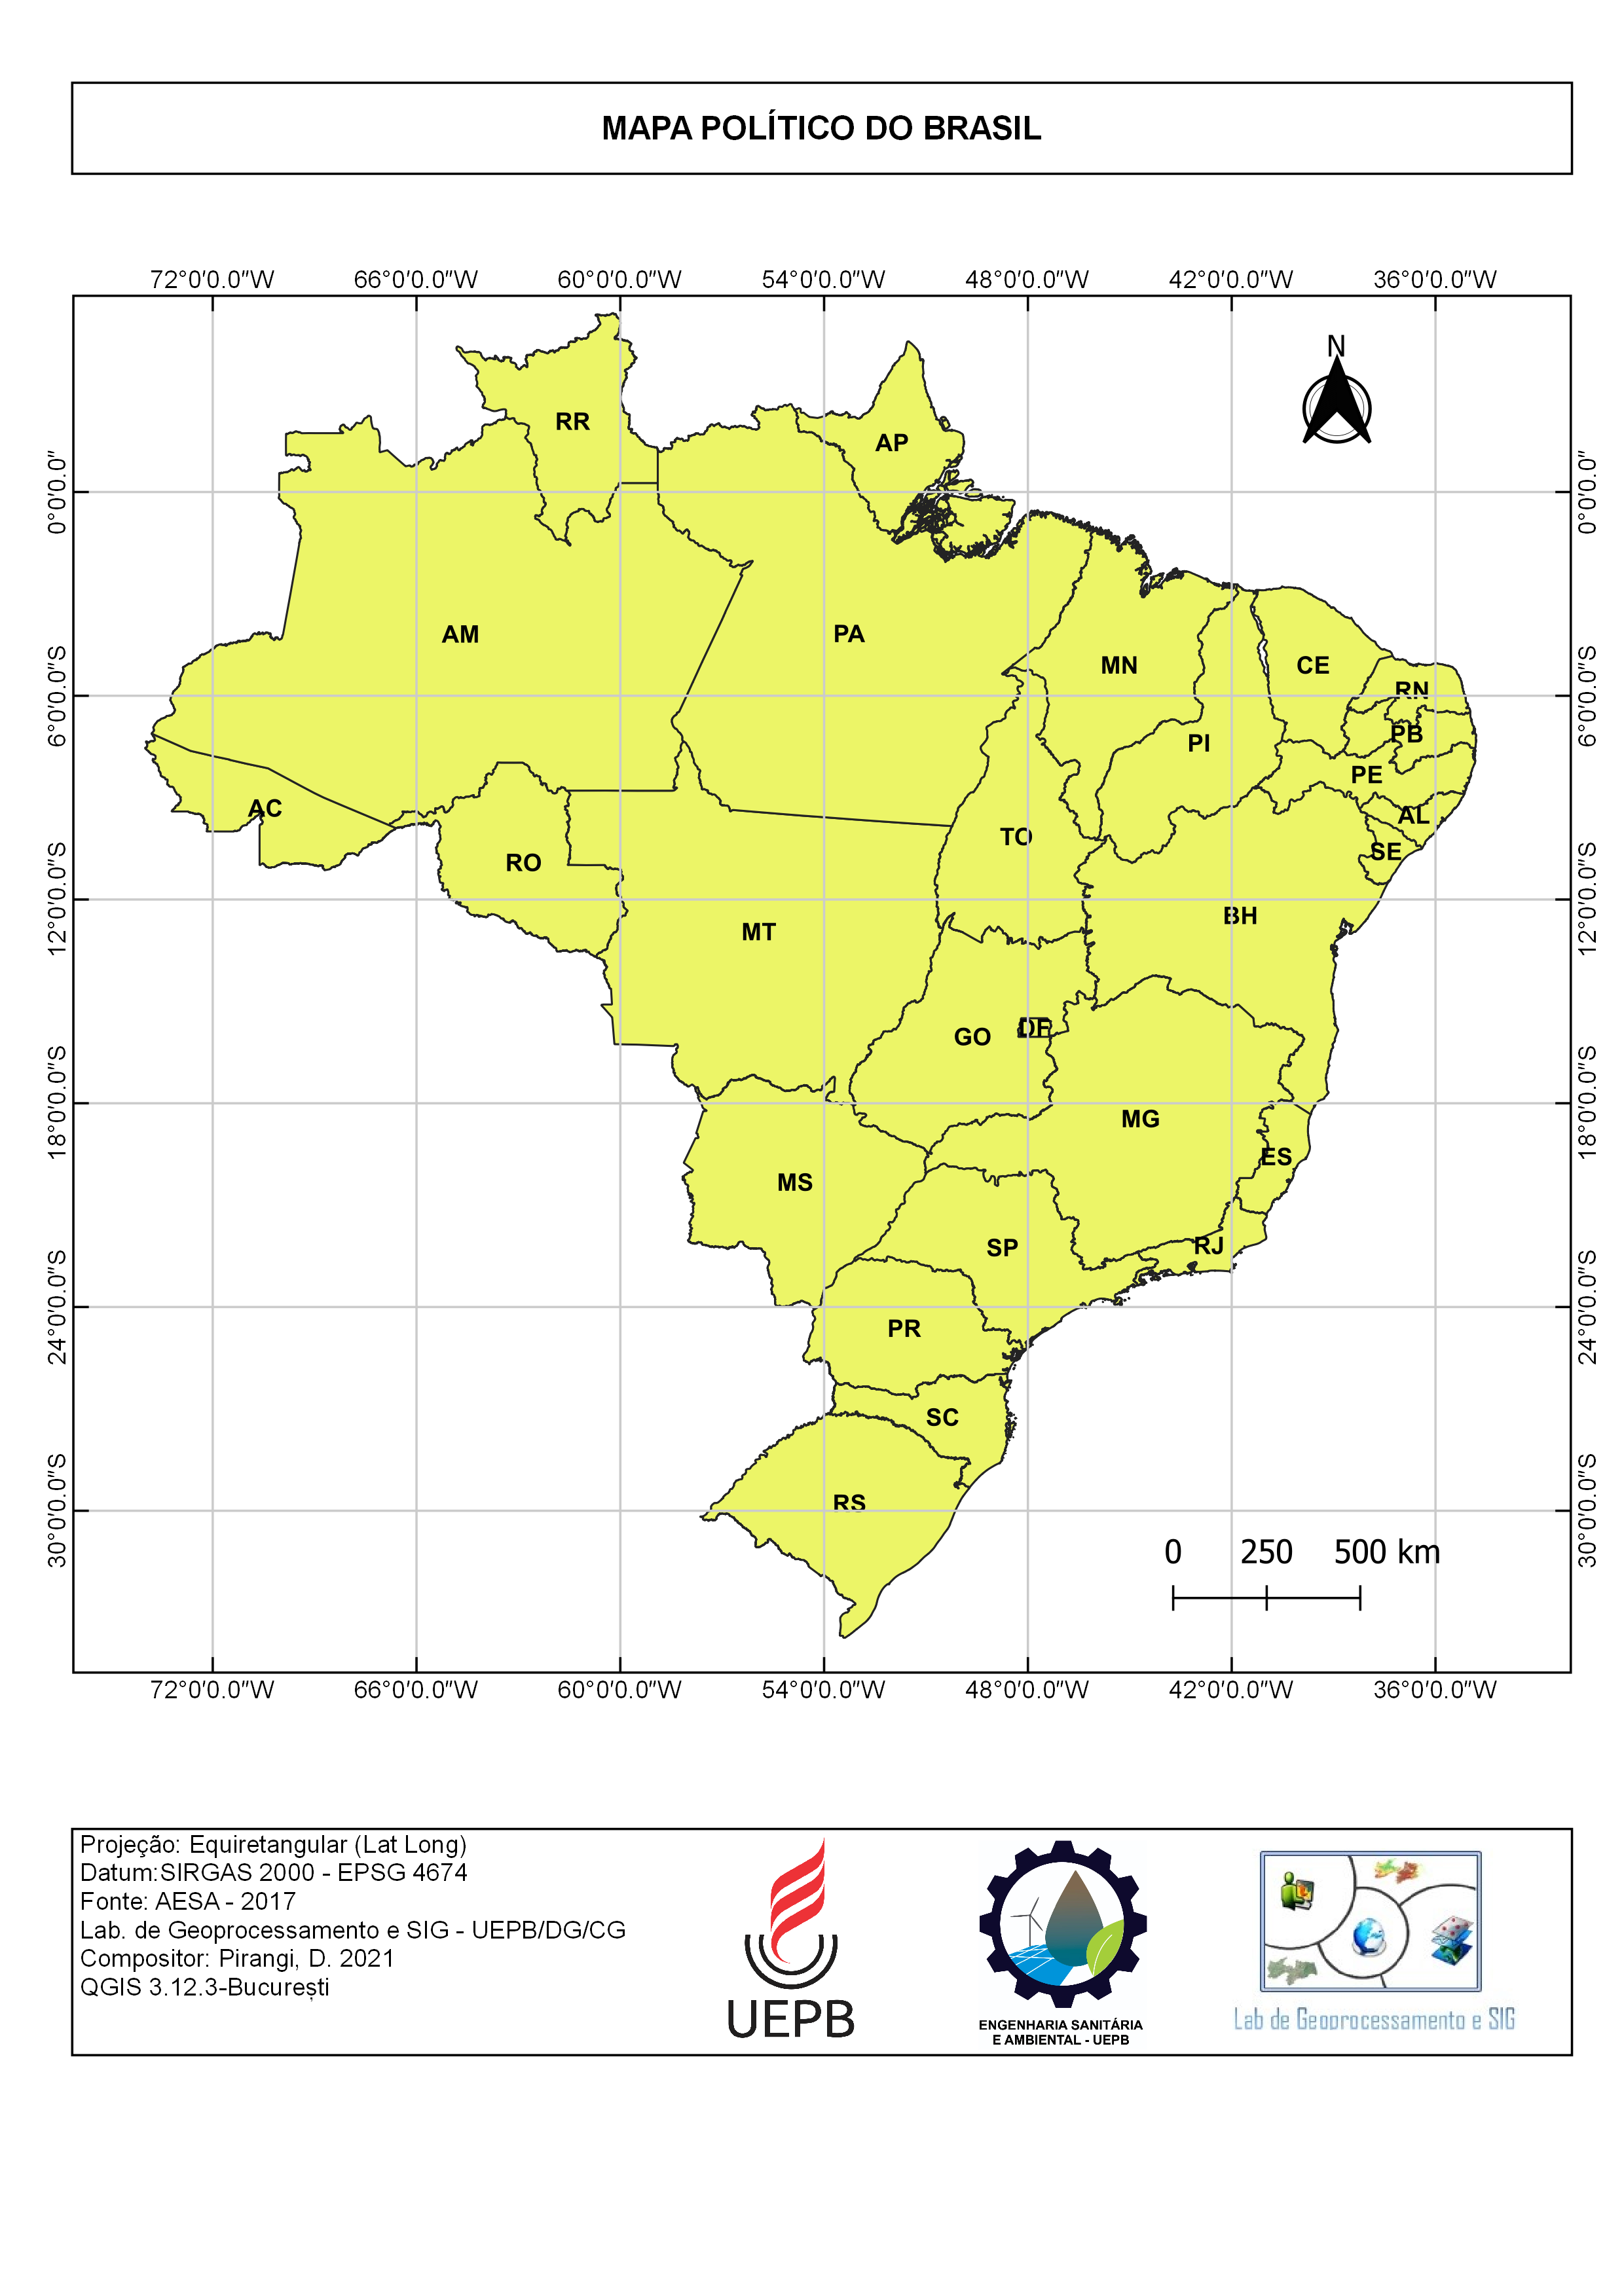 MAPA POLÍTICO DO BRASIL
72°0'0.0"W 66°0'0.0"W 60°0'0.0"W 54°0'0.0"W 48°0'0.0"W 42°0'0.0"W 36°0'0.0"W
N
RR
AP
0°0'0.0" 0°0'0.0"
AM PA
MN CE
RN
6°0'0.0"S 6°0'0.0"S
PB
PI
PE
AC AL
TO
SE
RO
BH
12°0'0.0"S 12°0'0.0"S
MT
DF
GO
18°0'0.0"S 18°0'0.0"S
MG
ES
MS
RJ
SP
24°0'0.0"S 24°0'0.0"S
PR
SC
RS
30°0'0.0"S 30°0'0.0"S
0 250 500 km
72°0'0.0"W 66°0'0.0"W 60°0'0.0"W 54°0'0.0"W 48°0'0.0"W 42°0'0.0"W 36°0'0.0"W
Projeção: Equiretangular (Lat Long)
Datum:SIRGAS 2000 - EPSG 4674
Fonte: AESA - 2017
Lab. de Geoprocessamento e SIG - UEPB/DG/CG
Compositor: Pirangi, D. 2021
QGIS 3.12.3-București
UEPB
ENGENHARIA SANITÁRIA
E AMBIENTAL - UEPB
Lab de Geoprocessamento e SIG